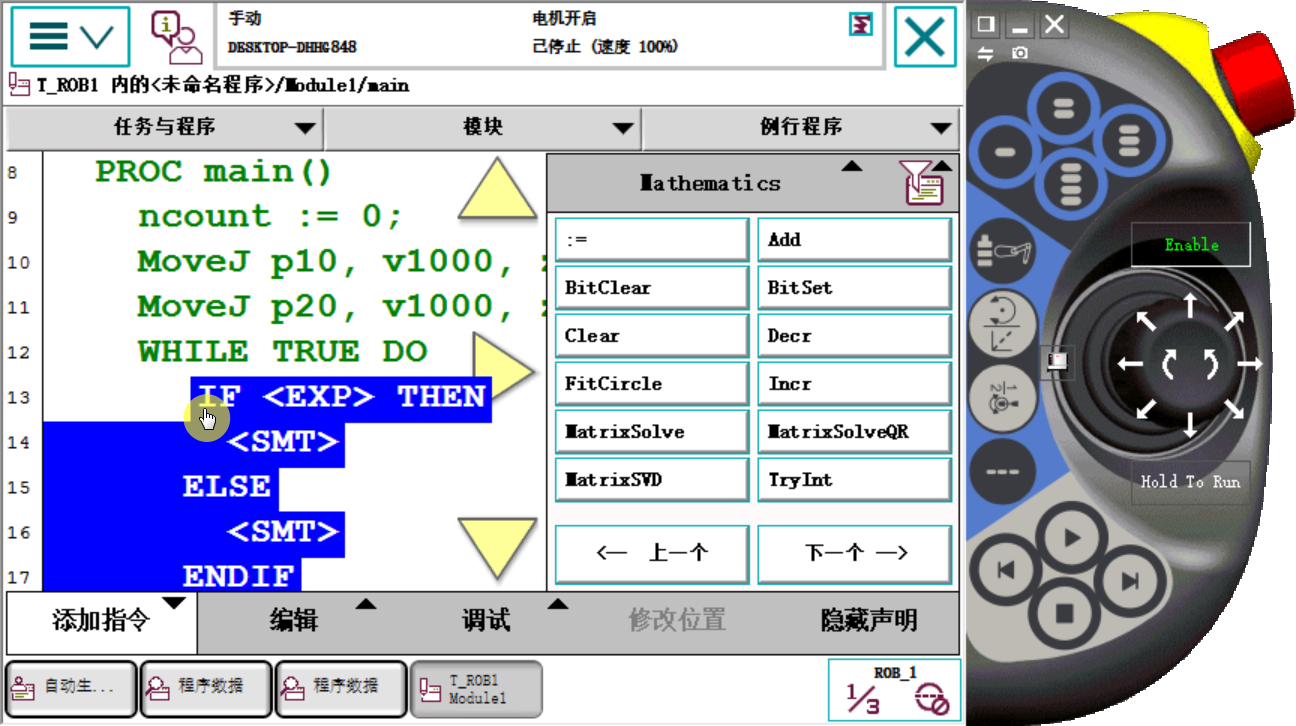 手动
电机开启
DESKTOP-DHHG848
已停止 (速度 100%)
T_ROB1 内的<未命名程序>/Module1/main
任务与程序
模块
例行程序
8 PROC main()
9 ncount := 0;
10 MoveJ p10, v1000,
11 MoveJ p20, v1000,
12 WHILE TRUE DO
13 IF <EXP> THEN
14 <SMT>
15 ELSE
16 <SMT>
17 ENDIF
Mathematics
:= Add
BitClear BitSet
Clear Decr
FitCircle Incr
MatrixSolve MatrixSolveQR
MatrixSVD TryInt
<— 上一个 下一个 —>
添加指令
编辑
调试
修改位置
隐藏声明
自动生...
程序数据
程序数据
T_ROB1
Module1
ROB_1
1/3
Enable
Hold To Run